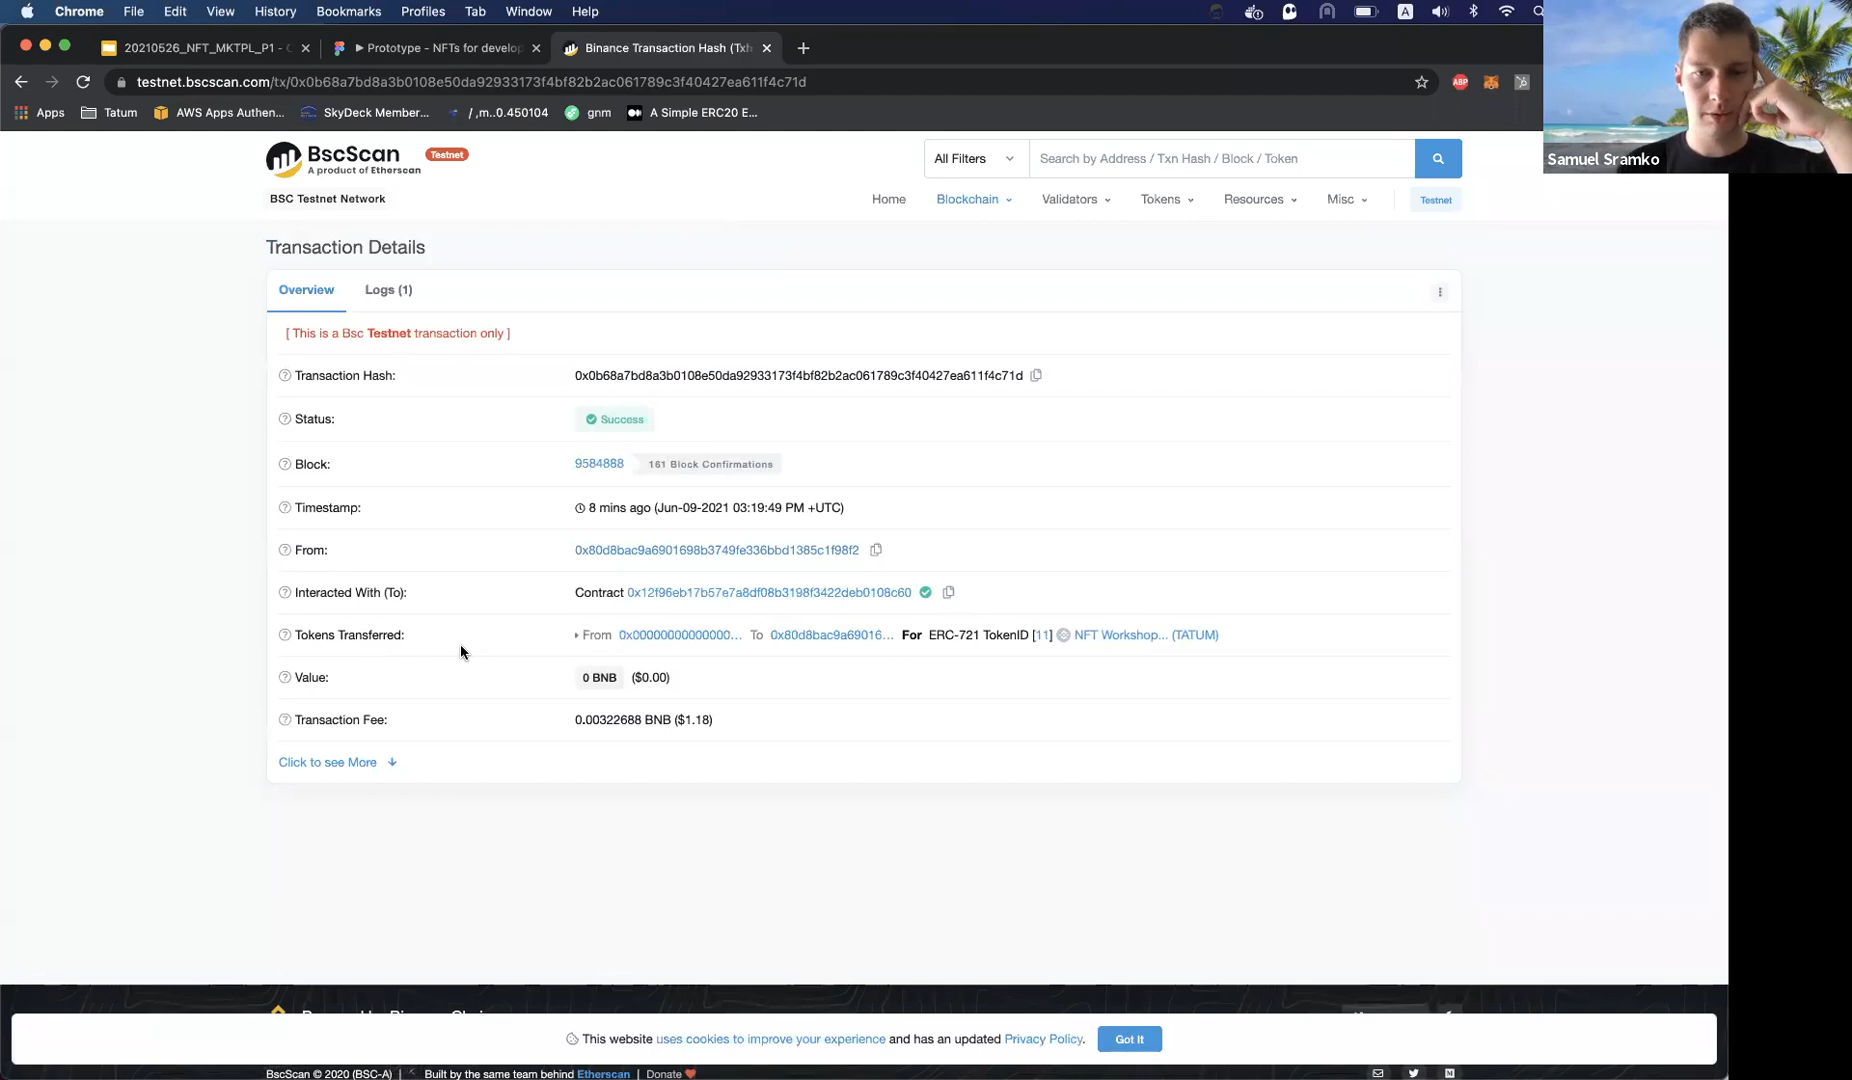 Chrome File Edit View History Bookmarks Profiles Tab Window Help A
20210526_NFT_MKTPL_P1 - Prototype - NFTs for develop Binance Transaction Hash (Txh
testnet.bscscan.com/tx/0x0b68a7bd8a3b0108e50da92933173f4bf82b2ac061789c3f40427ea611f4c71d ABP
Apps Tatum AWS Apps Authen... SkyDeck Member... / ,m..0.450104 gnm A Simple ERC20 E...
Samuel Sramko
BscScan Testnet
A product of Etherscan
All Filters Search by Address / Txn Hash / Block / Token
BSC Testnet Network
Home Blockchain Validators Tokens Resources Misc Testnet
Transaction Details
Overview Logs (1)
[ This is a Bsc Testnet transaction only ]
Transaction Hash: 0x0b68a7bd8a3b0108e50da92933173f4bf82b2ac061789c3f40427ea611f4c71d
Status: Success
Block: 9584888 161 Block Confirmations
Timestamp: 8 mins ago (Jun-09-2021 03:19:49 PM +UTC)
From: 0x80d8bac9a6901698b3749fe336bbd1385c1f98f2
Interacted With (To): Contract 0x12f96eb17b57e7a8df08b3198f3422deb0108c60
Tokens Transferred: From 0x00000000000000... To 0x80d8bac9a69016... For ERC-721 TokenID [11] NFT Workshop... (TATUM)
Value: 0 BNB ($0.00)
Transaction Fee: 0.00322688 BNB ($1.18)
Click to see More
This website uses cookies to improve your experience and has an updated Privacy Policy. Got It
BscScan © 2020 (BSC-A) | Built by the same team behind Etherscan | Donate